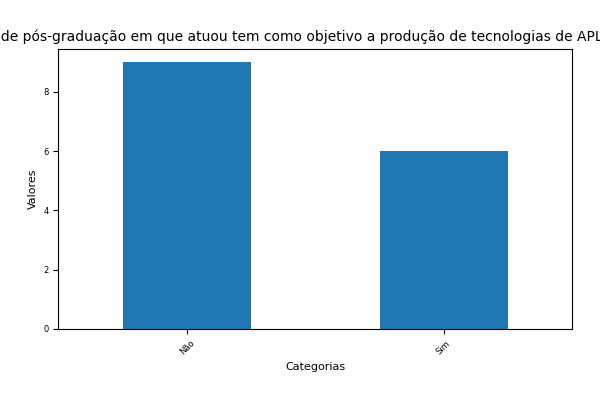 de pós-graduação em que atuou tem como objetivo a produção de tecnologias de APL
Valores
8
6
4
2
0
Não
Sim
Categorias